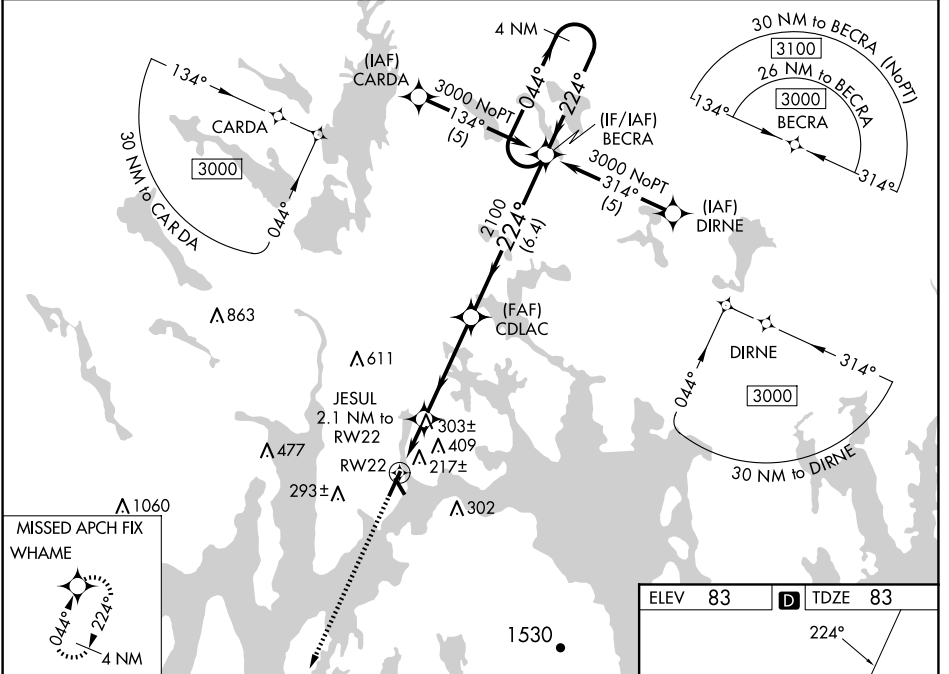 4 NM
044°
224°
(IAF)
CARDA
3000 NoPT
134°
(5)
(IF/IAF)
BECRA
3000 NoPT
314°
(5)
(IAF)
DIRNE
134°
CARDA
3000
044°
30 NM to CARDA
30 NM to BECRA (NoPT)
3100
26 NM to BECRA
3000
BECRA
134°
314°
2100
224°
(6.4)
(FAF)
CDLAC
863
611
JESUL
2.1 NM to
RW22
303±
409
217±
RW22
477
293±
302
1060
DIRNE
314°
044°
3000
30 NM to DIRNE
MISSED APCH FIX
WHAME
044°
224°
4 NM
1530
ELEV 83 D TDZE 83
224°